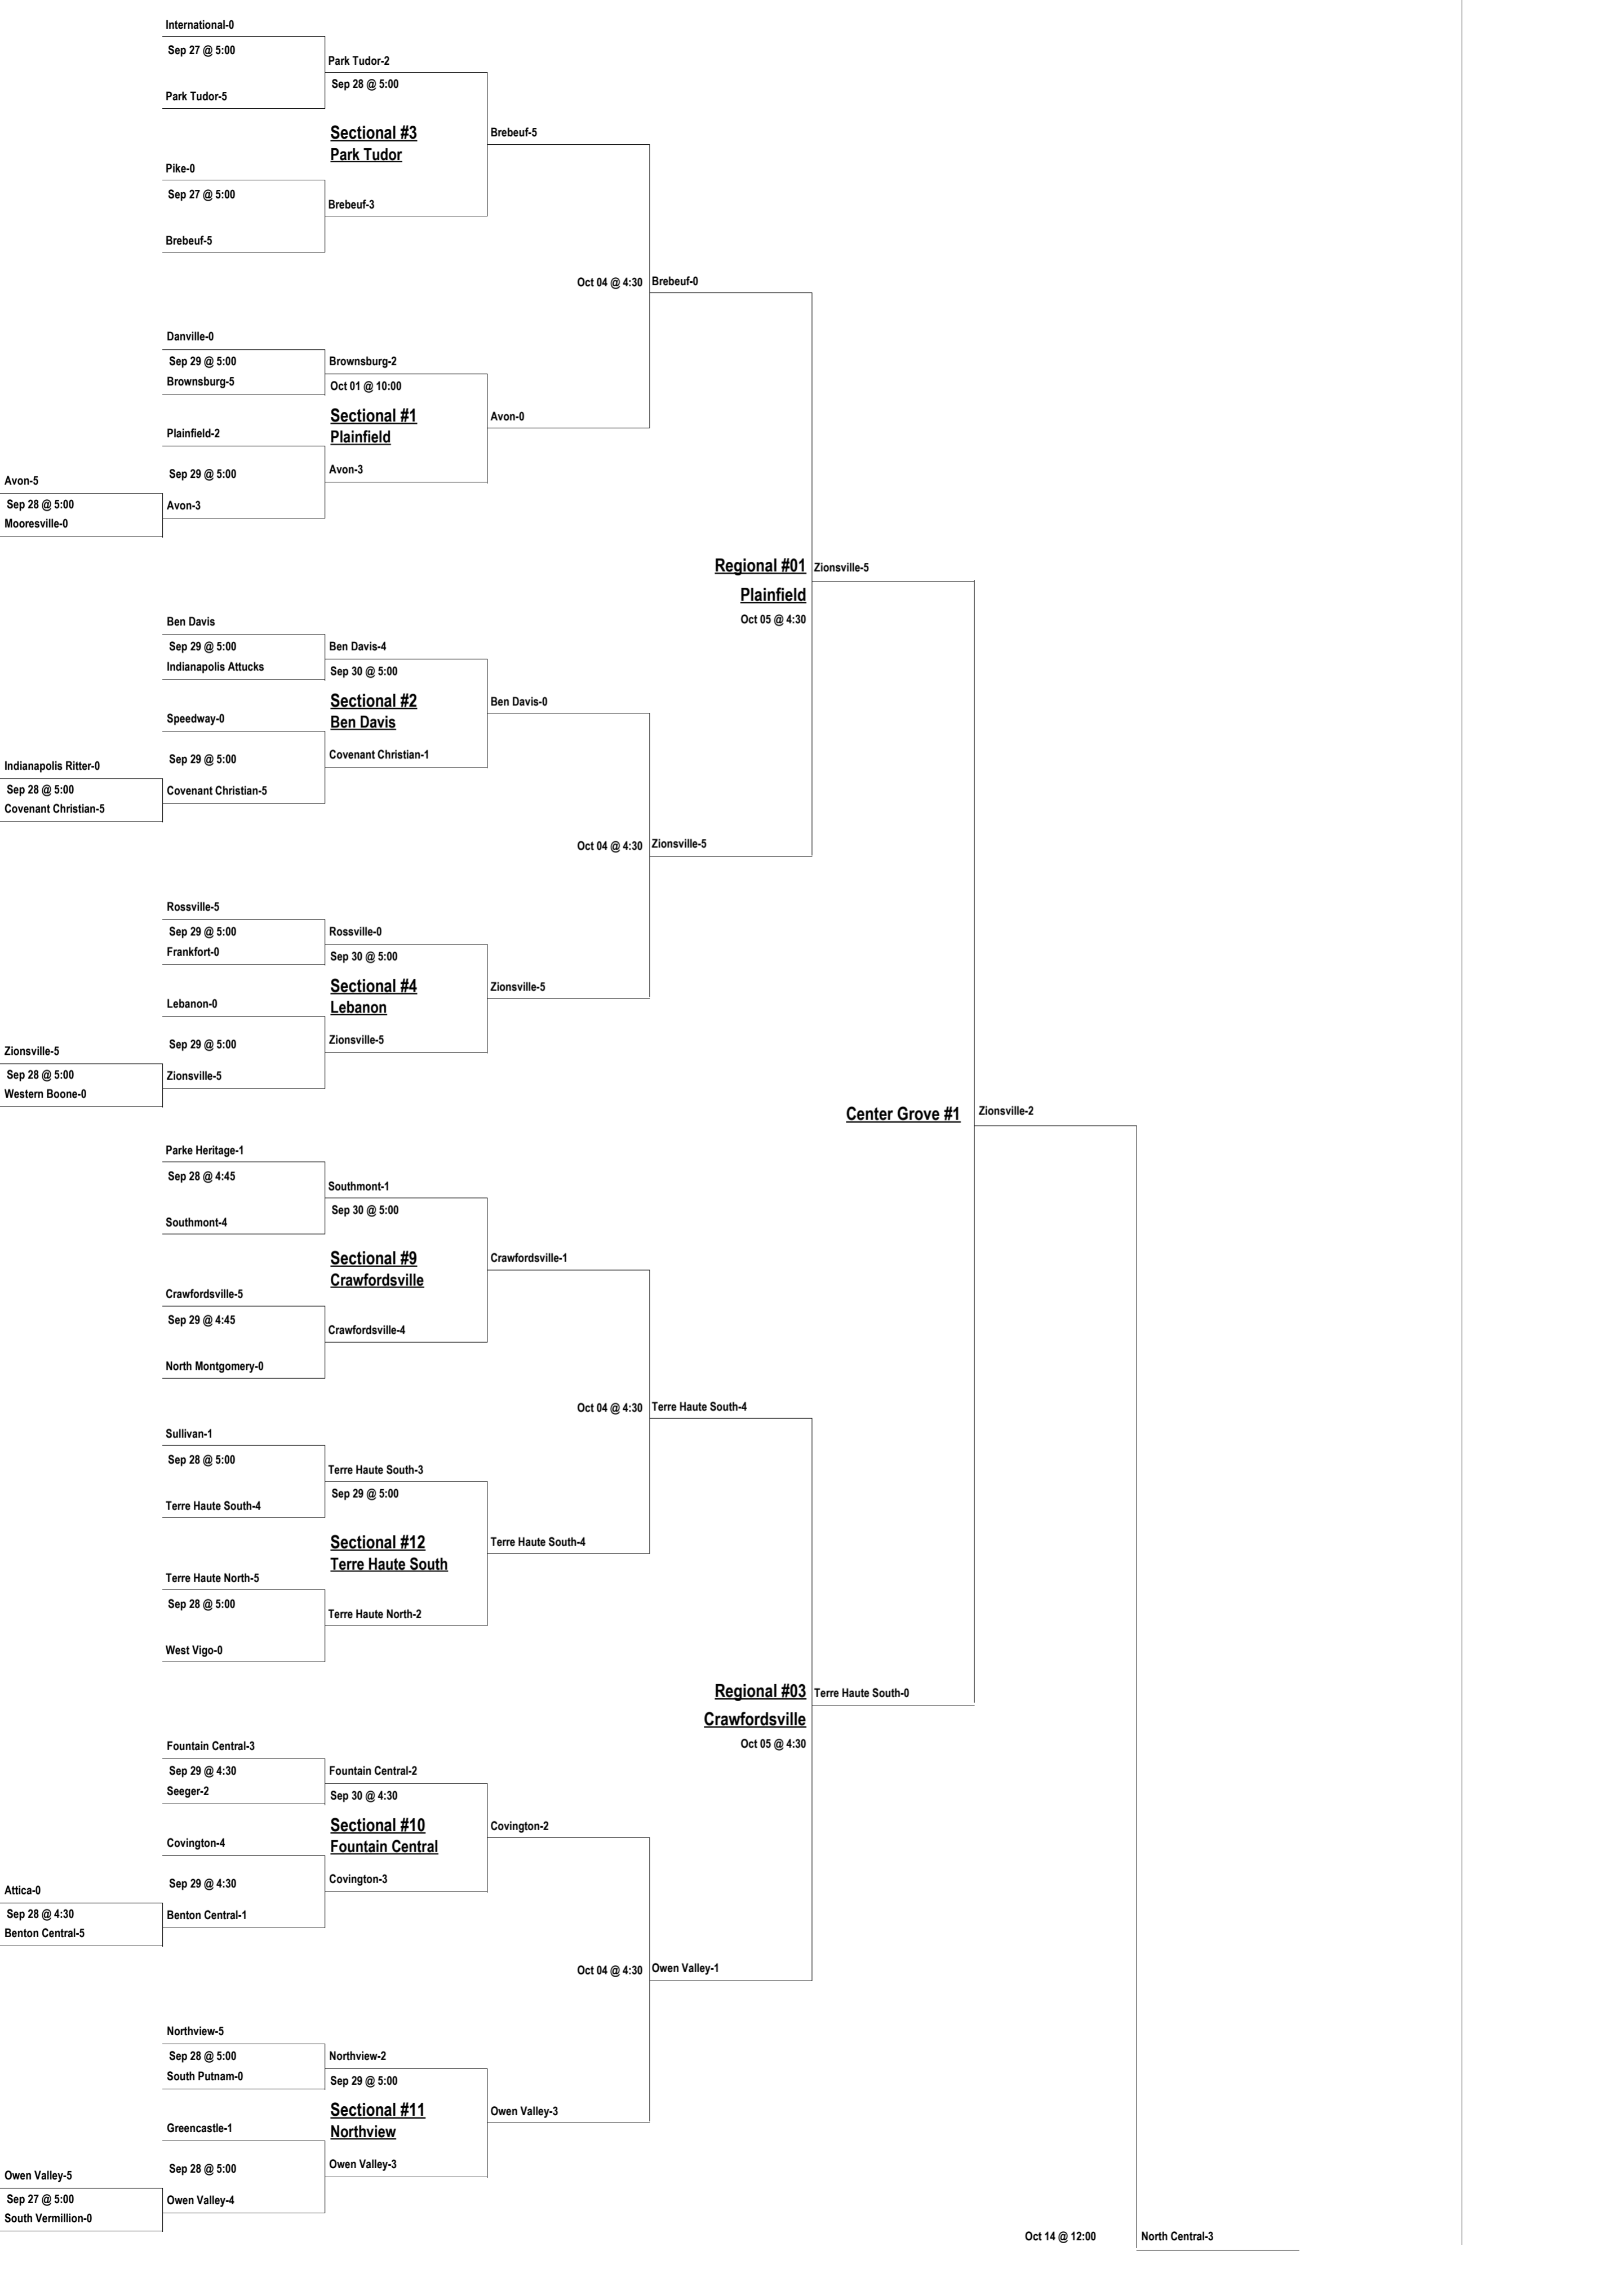 International-0
Sep 27 @ 5:00
Park Tudor-2
Sep 28 @ 5:00
Park Tudor-5
Sectional #3
Park Tudor
Brebeuf-5
Pike-0
Sep 27 @ 5:00
Brebeuf-3
Brebeuf-5
Oct 04 @ 4:30
Brebeuf-0
Danville-0
Sep 29 @ 5:00
Brownsburg-5
Brownsburg-2
Oct 01 @ 10:00
Sectional #1
Plainfield
Avon-0
Plainfield-2
Sep 29 @ 5:00
Avon-3
Avon-5
Sep 28 @ 5:00
Mooresville-0
Avon-3
Regional #01
Plainfield
Oct 05 @ 4:30
Zionsville-5
Ben Davis
Sep 29 @ 5:00
Indianapolis Attucks
Ben Davis-4
Sep 30 @ 5:00
Sectional #2
Ben Davis
Ben Davis-0
Speedway-0
Sep 29 @ 5:00
Covenant Christian-1
Indianapolis Ritter-0
Sep 28 @ 5:00
Covenant Christian-5
Covenant Christian-5
Oct 04 @ 4:30
Zionsville-5
Rossville-5
Sep 29 @ 5:00
Frankfort-0
Rossville-0
Sep 30 @ 5:00
Sectional #4
Lebanon
Zionsville-5
Lebanon-0
Sep 29 @ 5:00
Zionsville-5
Zionsville-5
Sep 28 @ 5:00
Western Boone-0
Zionsville-5
Center Grove #1
Zionsville-2
Parke Heritage-1
Sep 28 @ 4:45
Southmont-4
Southmont-1
Sep 30 @ 5:00
Sectional #9
Crawfordsville
Crawfordsville-1
Crawfordsville-5
Sep 29 @ 4:45
North Montgomery-0
Crawfordsville-4
Oct 04 @ 4:30
Terre Haute South-4
Sullivan-1
Sep 28 @ 5:00
Terre Haute South-4
Terre Haute South-3
Sep 29 @ 5:00
Sectional #12
Terre Haute South
Terre Haute South-4
Terre Haute North-5
Sep 28 @ 5:00
West Vigo-0
Terre Haute North-2
Regional #03
Crawfordsville
Oct 05 @ 4:30
Terre Haute South-0
Fountain Central-3
Sep 29 @ 4:30
Seeger-2
Fountain Central-2
Sep 30 @ 4:30
Sectional #10
Fountain Central
Covington-2
Covington-4
Sep 29 @ 4:30
Covington-3
Attica-0
Sep 28 @ 4:30
Benton Central-5
Benton Central-1
Oct 04 @ 4:30
Owen Valley-1
Northview-5
Sep 28 @ 5:00
South Putnam-0
Northview-2
Sep 29 @ 5:00
Sectional #11
Northview
Owen Valley-3
Greencastle-1
Sep 28 @ 5:00
Owen Valley-3
Owen Valley-5
Sep 27 @ 5:00
South Vermillion-0
Owen Valley-4
Oct 14 @ 12:00
North Central-3